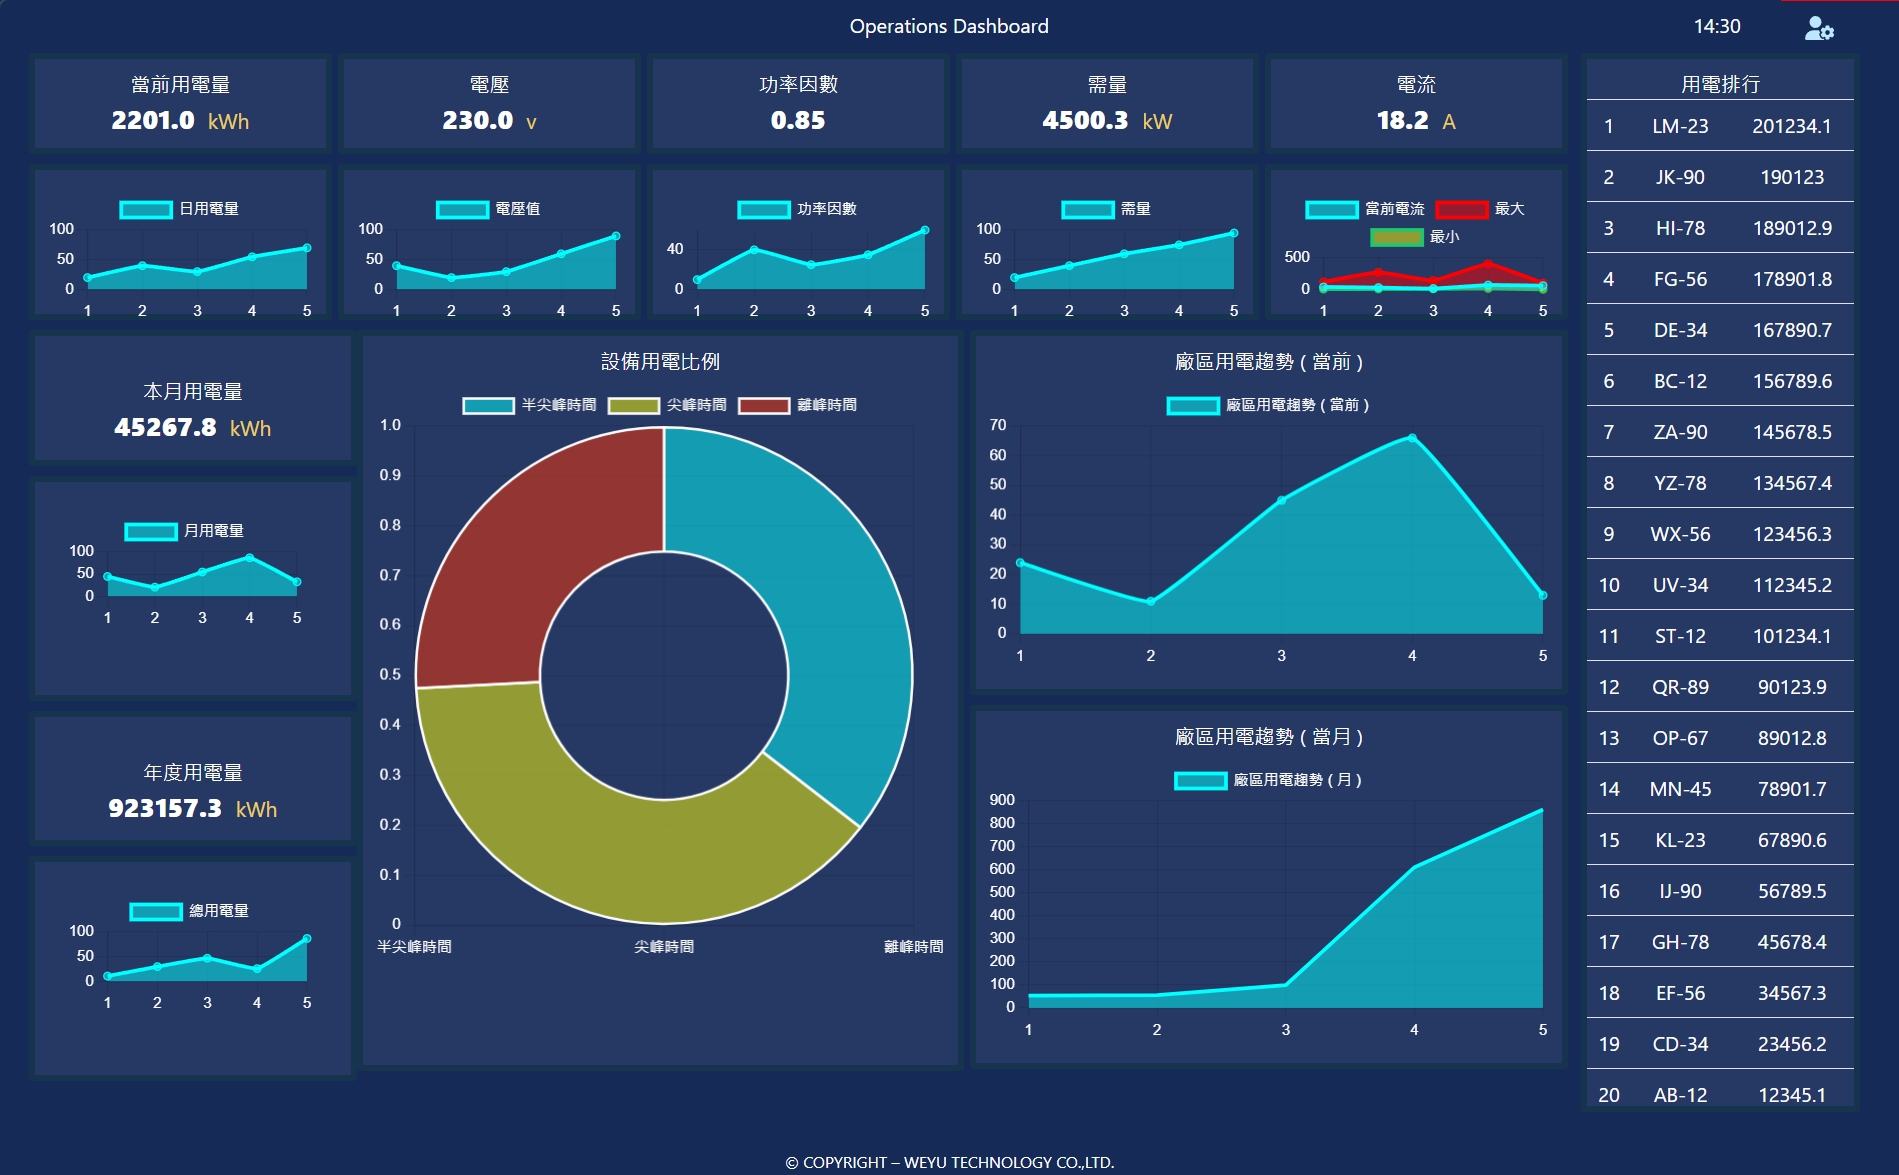 Operations Dashboard
14:30
當前用電量
2201.0 kWh
電壓
230.0 v
功率因數
0.85
需量
4500.3 kW
電流
18.2 A
日用電量
100
50
0
1 2 3 4 5
電壓值
100
50
0
1 2 3 4 5
功率因數
40
0
1 2 3 4 5
需量
100
50
0
1 2 3 4 5
當前電流 最大
最小
500
0
1 2 3 4 5
本月用電量
45267.8 kWh
月用電量
100
50
0
1 2 3 4 5
年度用電量
923157.3 kWh
總用電量
100
50
0
1 2 3 4 5
設備用電比例
半尖峰時間 尖峰時間 離峰時間
1.0
0.9
0.8
0.7
0.6
0.5
0.4
0.3
0.2
0.1
0
半尖峰時間 尖峰時間 離峰時間
廠區用電趨勢 ( 當前 )
廠區用電趨勢 ( 當前 )
70
60
50
40
30
20
10
0
1 2 3 4 5
廠區用電趨勢 ( 當月 )
廠區用電趨勢 ( 月 )
900
800
700
600
500
400
300
200
100
0
1 2 3 4 5
用電排行
1 LM-23 201234.1
2 JK-90 190123
3 HI-78 189012.9
4 FG-56 178901.8
5 DE-34 167890.7
6 BC-12 156789.6
7 ZA-90 145678.5
8 YZ-78 134567.4
9 WX-56 123456.3
10 UV-34 112345.2
11 ST-12 101234.1
12 QR-89 90123.9
13 OP-67 89012.8
14 MN-45 78901.7
15 KL-23 67890.6
16 IJ-90 56789.5
17 GH-78 45678.4
18 EF-56 34567.3
19 CD-34 23456.2
20 AB-12 12345.1
© COPYRIGHT – WEYU TECHNOLOGY CO.,LTD.